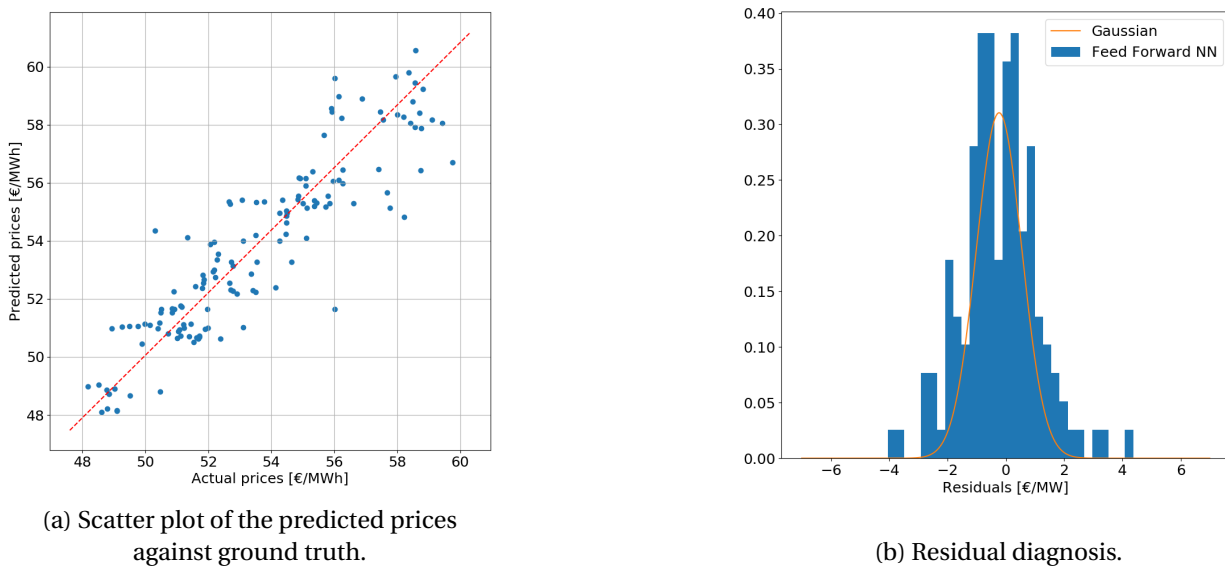 60
58
56
54
52
50
48
Predicted prices [€/MWh]
48 50 52 54 56 58 60
Actual prices [€/MWh]
(a) Scatter plot of the predicted prices
against ground truth.
0.40
0.35
0.30
0.25
0.20
0.15
0.10
0.05
0.00
Gaussian
Feed Forward NN
−6 −4 −2 0 2 4 6
Residuals [€/MW]
(b) Residual diagnosis.